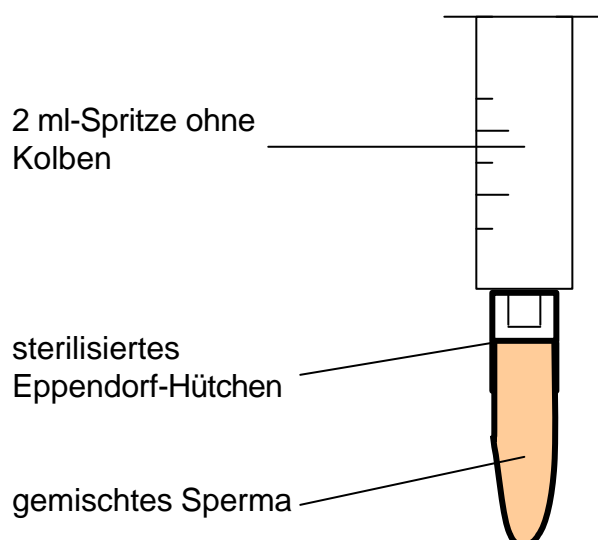 2 ml-Spritze ohne
Kolben
sterilisiertes
Eppendorf-Hütchen
gemischtes Sperma